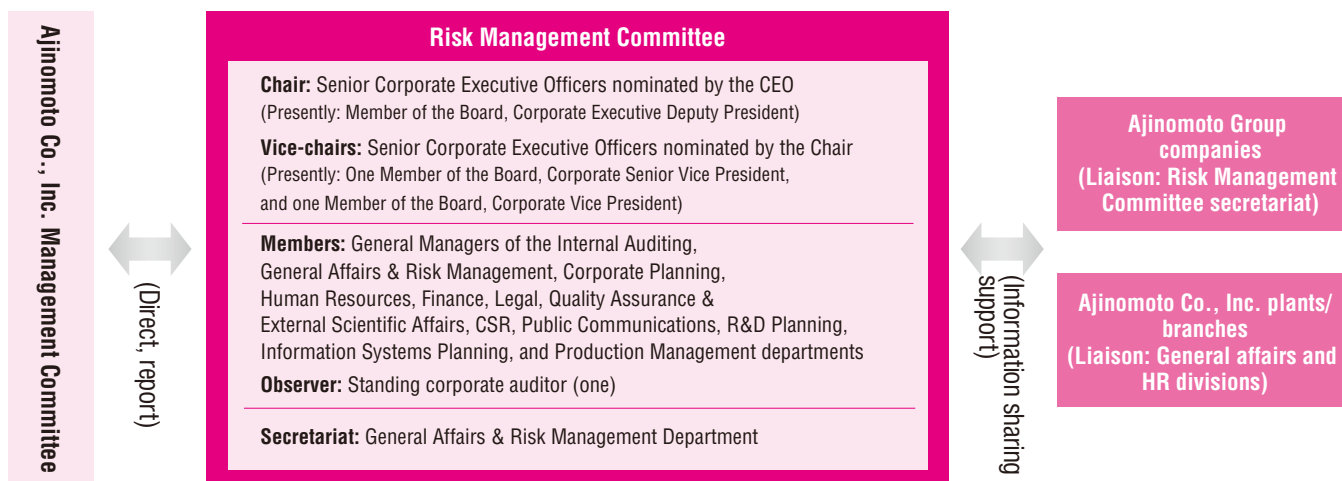 Ajinomoto Co., Inc. Management Committee
(Direct, report)
Risk Management Committee
Chair: Senior Corporate Executive Officers nominated by the CEO
(Presently: Member of the Board, Corporate Executive Deputy President)
Vice-chairs: Senior Corporate Executive Officers nominated by the Chair
(Presently: One Member of the Board, Corporate Senior Vice President,
and one Member of the Board, Corporate Vice President)
Members: General Managers of the Internal Auditing,
General Affairs & Risk Management, Corporate Planning,
Human Resources, Finance, Legal, Quality Assurance &
External Scientific Affairs, CSR, Public Communications, R&D Planning,
Information Systems Planning, and Production Management departments
Observer: Standing corporate auditor (one)
Secretariat: General Affairs & Risk Management Department
(Information sharing
support)
Ajinomoto Group
companies
(Liaison: Risk Management
Committee secretariat)
Ajinomoto Co., Inc. plants/
branches
(Liaison: General affairs and
HR divisions)